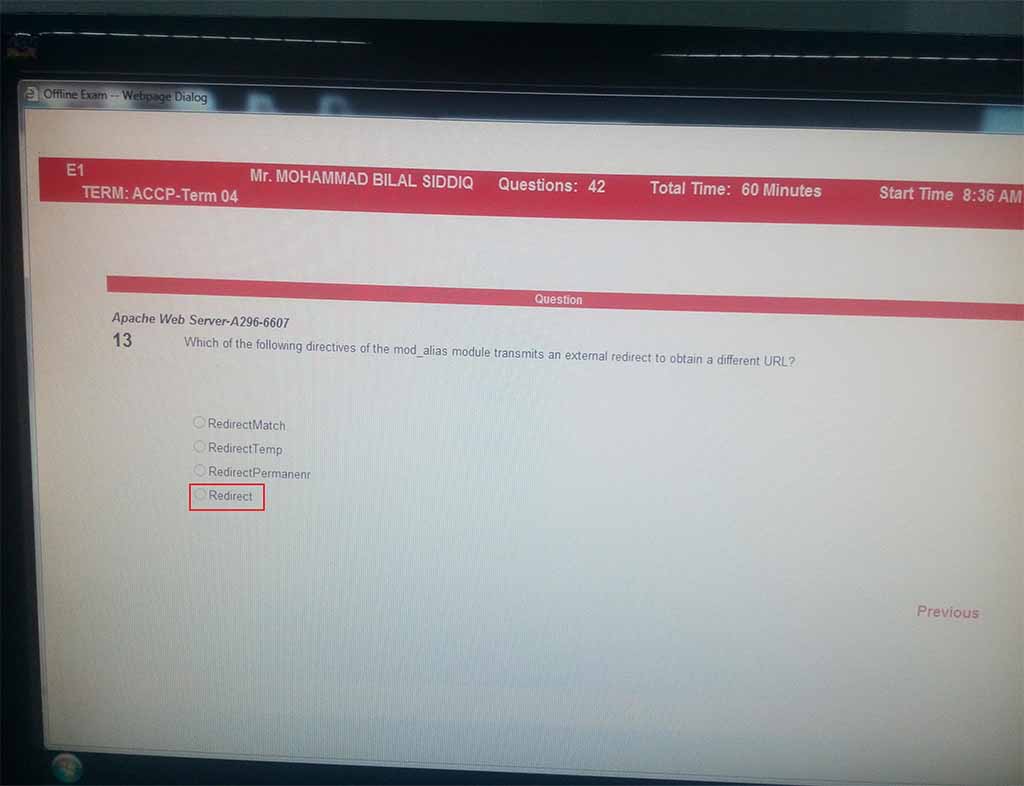 Offline Exam -- Webpage Dialog
E1 Mr. MOHAMMAD BILAL SIDDIQ Questions: 42 Total Time: 60 Minutes Start Time 8:36 AM
TERM: ACCP-Term 04
Question
Apache Web Server-A296-6607
13 Which of the following directives of the mod_alias module transmits an external redirect to obtain a different URL?
RedirectMatch
RedirectTemp
RedirectPermanenr
Redirect
Previous